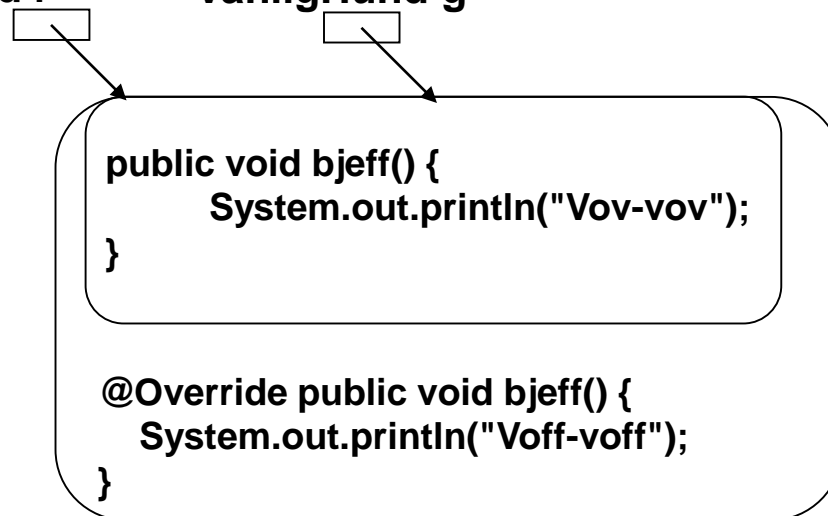 public void bjeff() {
System.out.println("Vov-vov");
}
@Override public void bjeff() {
System.out.println("Voff-voff");
}